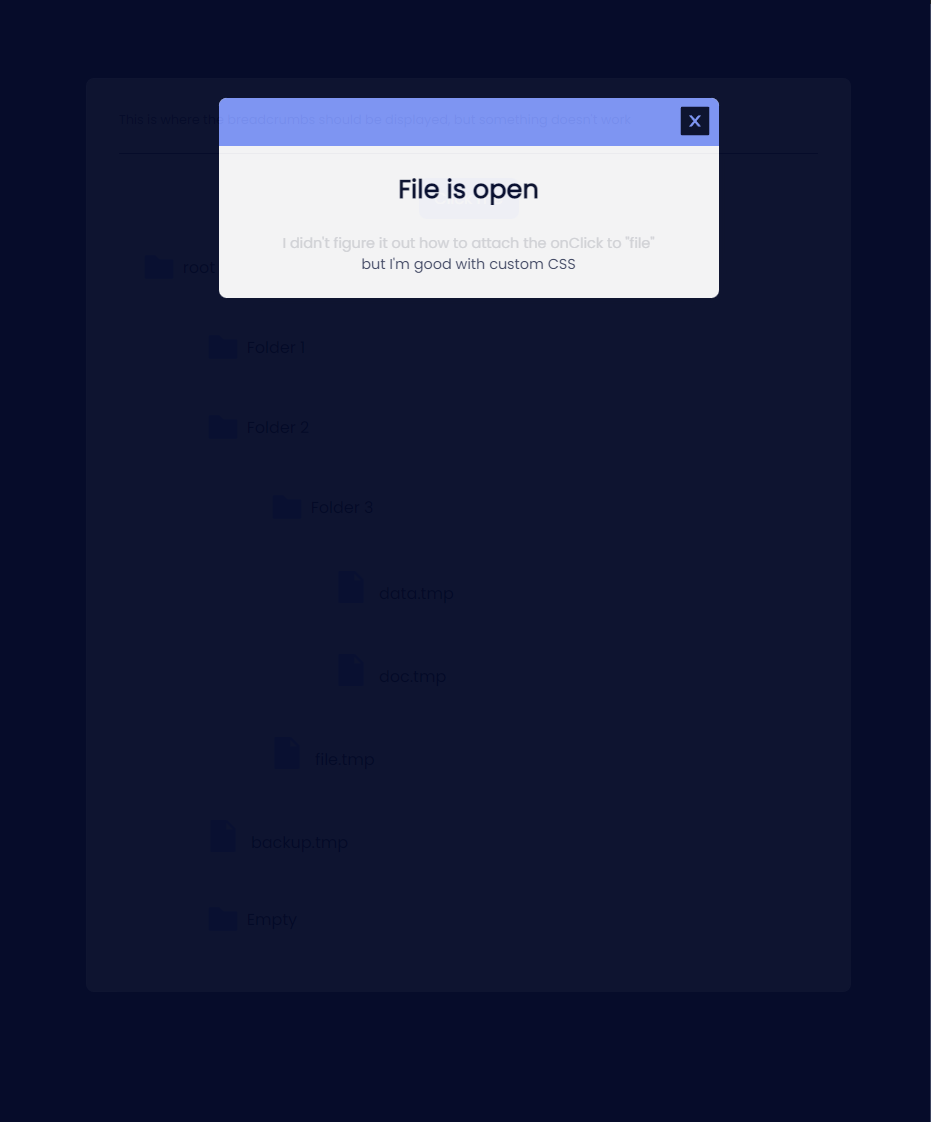 This is where the breadcrumbs should be displayed, but something doesn't work
X
File is open
I didn't figure it out how to attach the onClick to "file"
but I'm good with custom CSS
root
Folder 1
Folder 2
Folder 3
data.tmp
doc.tmp
file.tmp
backup.tmp
Empty